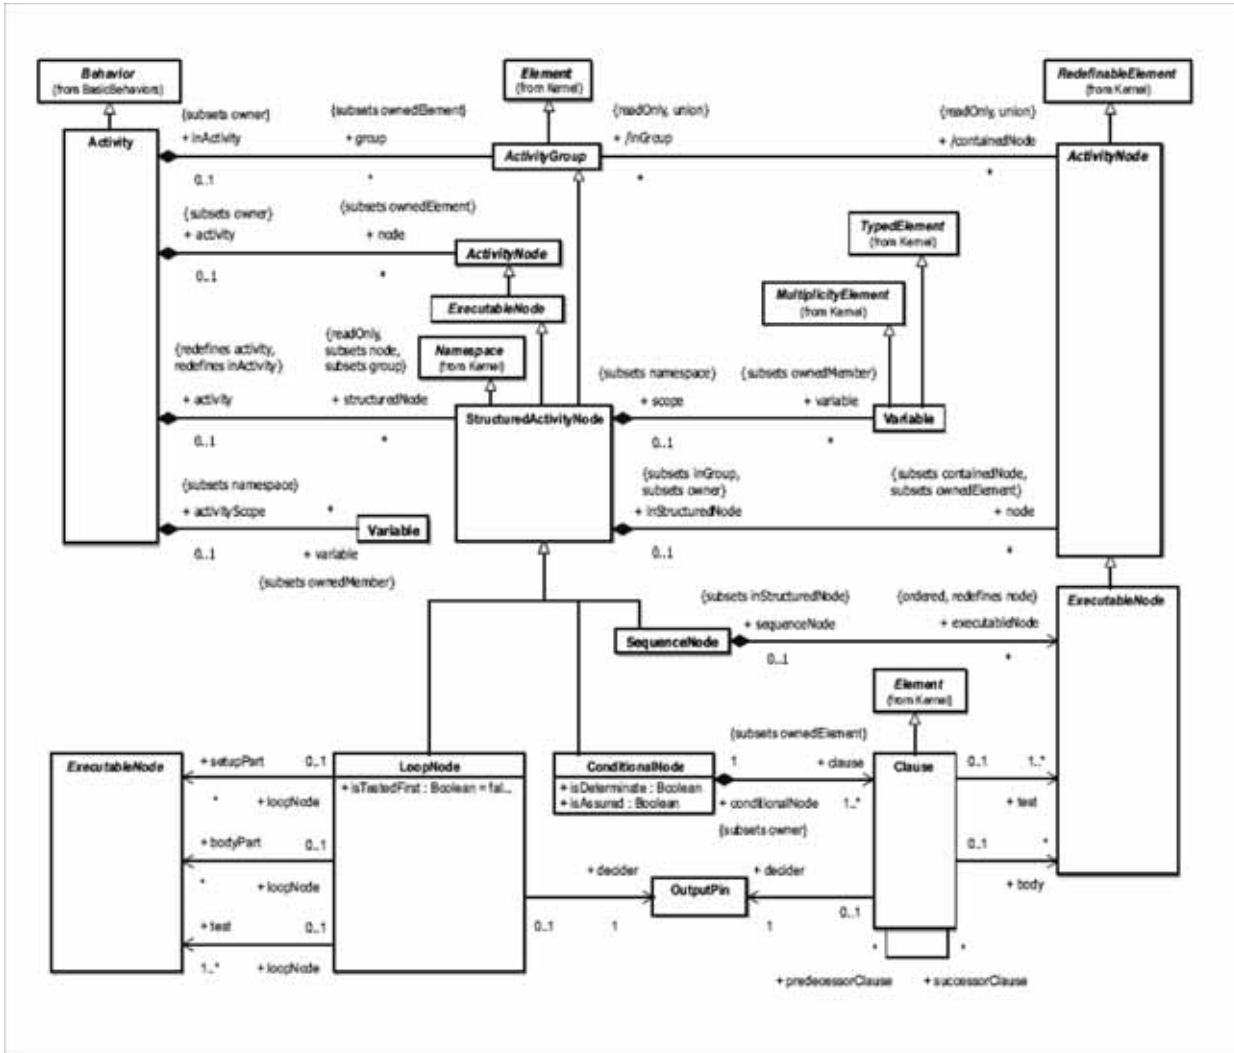 Behavior
(from BasicBehaviors)
Element
(from Kernel)
RedefinableElement
(from Kernel)
{subsets owner}
{subsets ownedElement}
{readOnly, union}
{readOnly, union}
Activity
+ inActivity
+ group
+ /inGroup
+ /containedNode
ActivityGroup
ActivityNode
0..1
*
*
*
{subsets owner}
{subsets ownedElement}
+ activity
+ node
ActivityNode
0..1
*
TypedElement
(from Kernel)
MultiplicityElement
(from Kernel)
ExecutableNode
{redefines activity,
redefines inActivity}
{readOnly,
subsets node,
subsets group}
Namespace
(from Kernel)
{subsets namespace}
{subsets ownedMember}
+ activity
+ structuredNode
+ scope
+ variable
StructuredActivityNode
Variable
0..1
*
0..1
*
{subsets namespace}
+ activityScope
*
Variable
0..1
+ variable
{subsets ownedMember}
{subsets inGroup,
subsets owner}
{subsets containedNode,
subsets ownedElement}
+ inStructuredNode
+ node
0..1
*
{subsets inStructuredNode}
{ordered, redefines node}
ExecutableNode
+ sequenceNode
+ executableNode
SequenceNode
0..1
*
Element
(from Kernel)
{subsets ownedElement}
ExecutableNode
+ setupPart
0..1
LoopNode
+ isTestedFirst : Boolean = fal...
ConditionalNode
+ isDeterminate : Boolean
+ isAssured : Boolean
1
+ clause
Clause
0..1
1..*
*
+ loopNode
+ conditionalNode
1..*
+ test
{subsets owner}
+ bodyPart
0..1
0..1
*
*
+ loopNode
+ decider
+ decider
+ body
OutputPin
+ test
0..1
0..1
1
1
0..1
1..*
+ loopNode
*
*
+ predecessorClause
+ successorClause